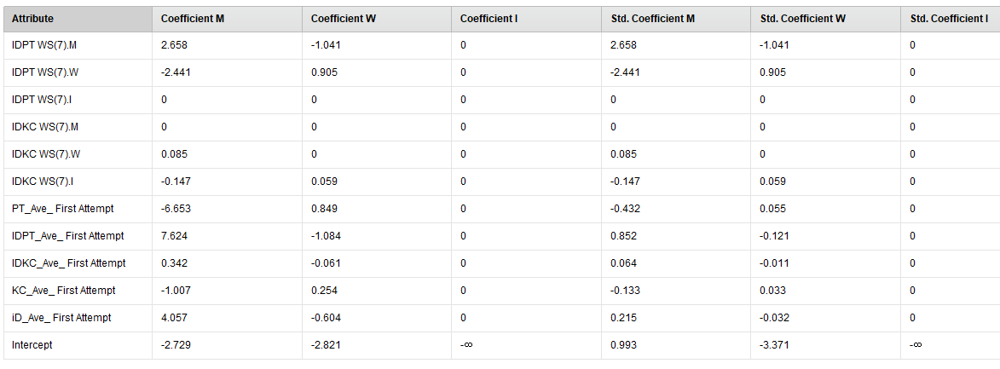 Attribute Coefficient M Coefficient W Coefficient I Std. Coefficient M Std. Coefficient W Std. Coefficient I
IDPT WS(7).M 2.658 -1.041 0 2.658 -1.041 0
IDPT WS(7).W -2.441 0.905 0 -2.441 0.905 0
IDPT WS(7).I 0 0 0 0 0 0
IDKC WS(7).M 0 0 0 0 0 0
IDKC WS(7).W 0.085 0 0 0.085 0 0
IDKC WS(7).I -0.147 0.059 0 -0.147 0.059 0
PT_Ave_ First Attempt -6.653 0.849 0 -0.432 0.055 0
IDPT_Ave_ First Attempt 7.624 -1.084 0 0.852 -0.121 0
IDKC_Ave_ First Attempt 0.342 -0.061 0 0.064 -0.011 0
KC_Ave_ First Attempt -1.007 0.254 0 -0.133 0.033 0
iD_Ave_ First Attempt 4.057 -0.604 0 0.215 -0.032 0
Intercept -2.729 -2.821 -∞ 0.993 -3.371 -∞